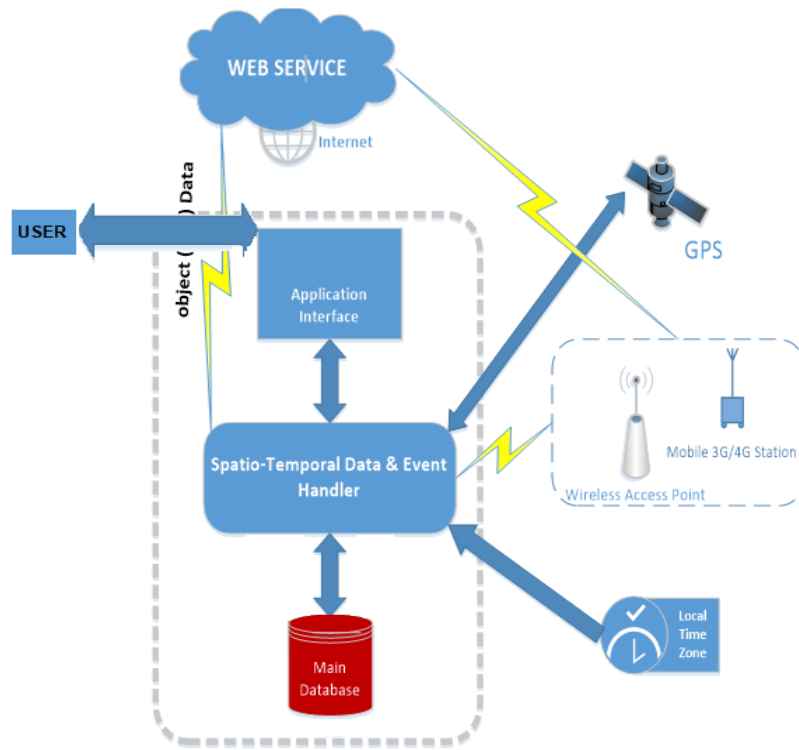 WEB SERVICE
Internet
object ( ) Data
USER
GPS
Application
Interface
Mobile 3G/4G Station
Wireless Access Point
Spatio-Temporal Data & Event
Handler
Local
Time
Zone
Main
Database